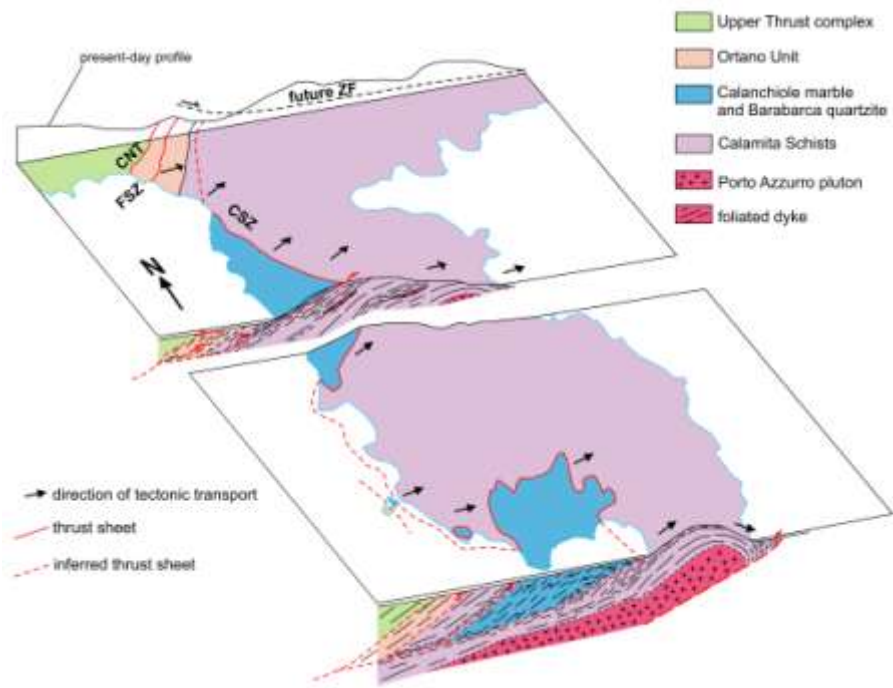 Upper Thrust complex
Ortano Unit
Calanchiole marble
and Barabarca quartzite
Calamita Schists
Porto Azzurro pluton
foliated dyke
present-day profile
future ZF
CNT
FSZ
CSZ
N
direction of tectonic transport
thrust sheet
inferred thrust sheet